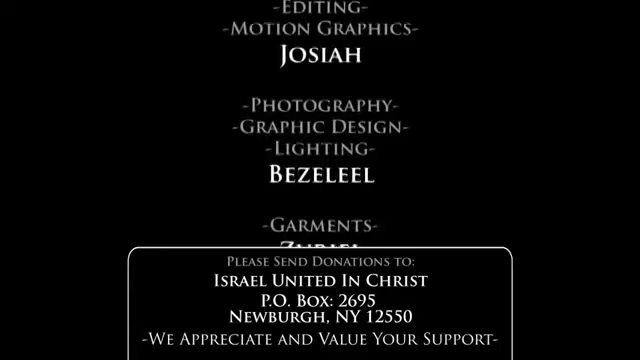 -Editing-
-Motion Graphics-
Josiah
-Photography-
-Graphic Design-
-Lighting-
Bezeleel
-Garments-
Please Send Donations to:
Israel United In Christ
P.O. Box: 2695
Newburgh, NY 12550
-We Appreciate and Value Your Support-